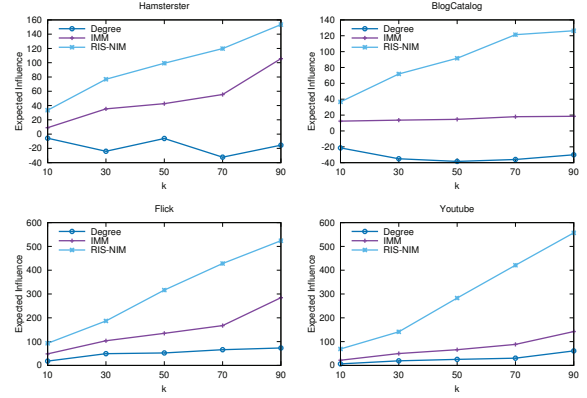 Hamsterster
Expected Influence
160
140
120
100
80
60
40
20
0
-20
-40
Degree
IMM
RIS-NIM
10 30 50 70 90
k
BlogCatalog
Expected Influence
140
120
100
80
60
40
20
0
-20
-40
Degree
IMM
RIS-NIM
10 30 50 70 90
k
Flick
Expected Influence
600
500
400
300
200
100
0
Degree
IMM
RIS-NIM
10 30 50 70 90
k
Youtube
Expected Influence
600
500
400
300
200
100
0
Degree
IMM
RIS-NIM
10 30 50 70 90
k